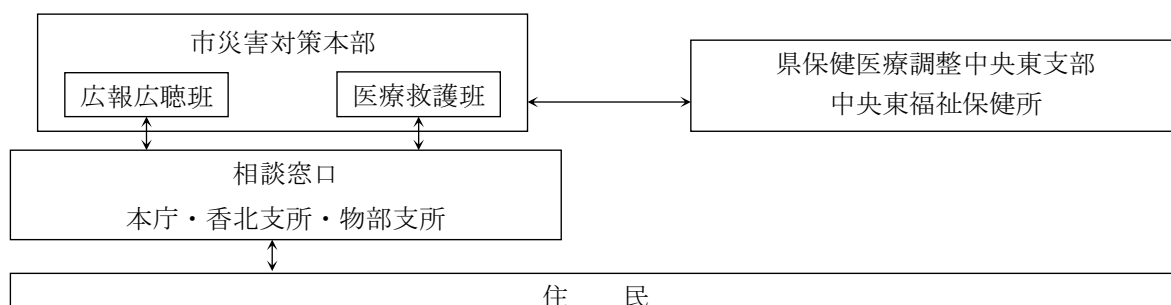 市災害対策本部
広報広聴班
医療救護班
県保健医療調整中央東支部
中央東福祉保健所
相談窓口
本庁・香北支所・物部支所
住　　民